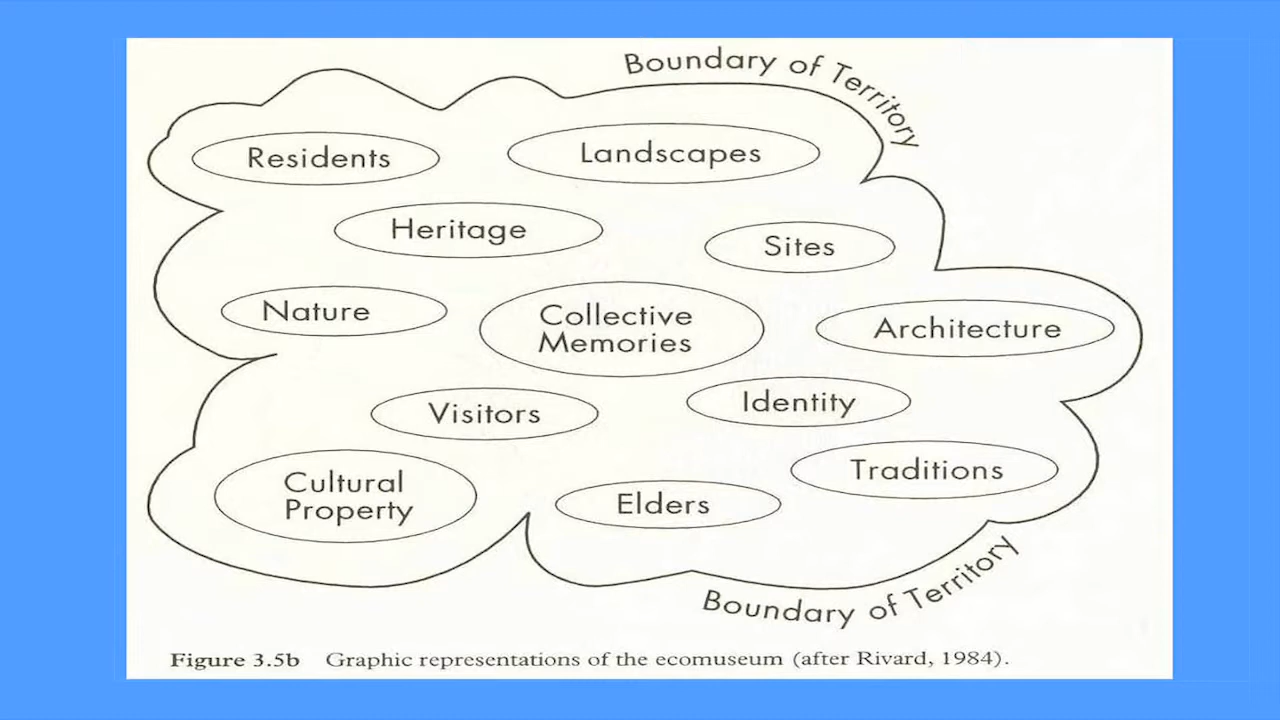 Boundary of Territory
Residents
Landscapes
Heritage
Sites
Nature
Collective
Memories
Architecture
Visitors
Identity
Cultural
Property
Elders
Traditions
Boundary of Territory
Figure 3.5b Graphic representations of the ecomuseum (after Rivard, 1984).